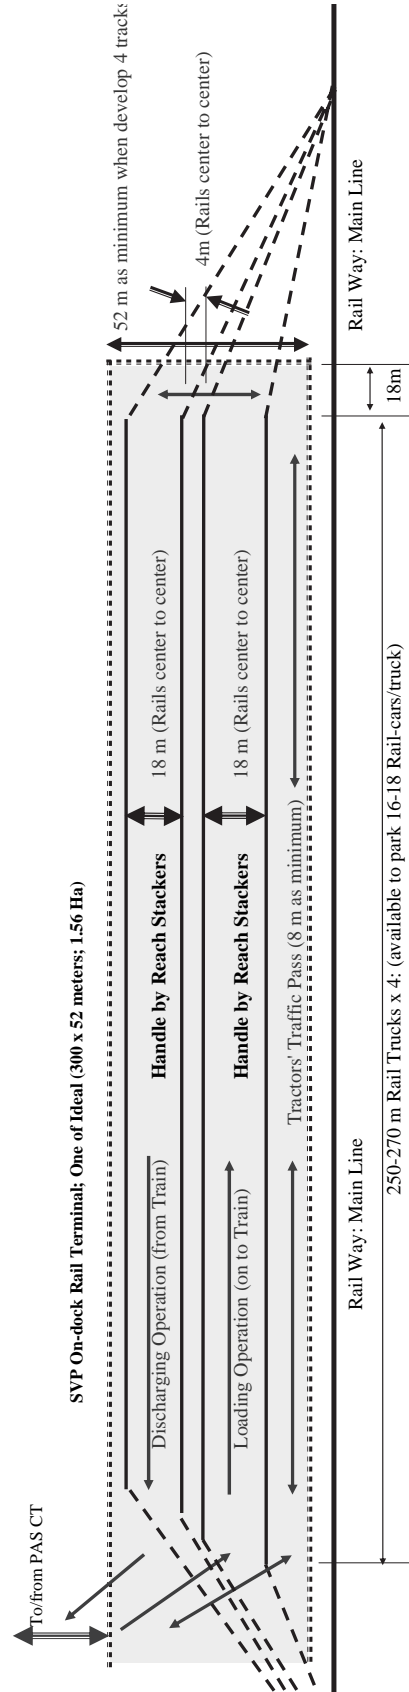 SVP On-dock Rail Terminal; One of Ideal (300 x 52 meters; 1.56 Ha)
To/from PAS CT
52 m as minimum when develop 4 tracks
4m (Rails center to center)
18 m (Rails center to center)
Handle by Reach Stackers
Discharging Operation (from Train)
18 m (Rails center to center)
Handle by Reach Stackers
Loading Operation (on to Train)
Tractors' Traffic Pass (8 m as minimum)
Rail Way: Main Line
Rail Way: Main Line
18m
250-270 m Rail Trucks x 4: (available to park 16-18 Rail-cars/truck)